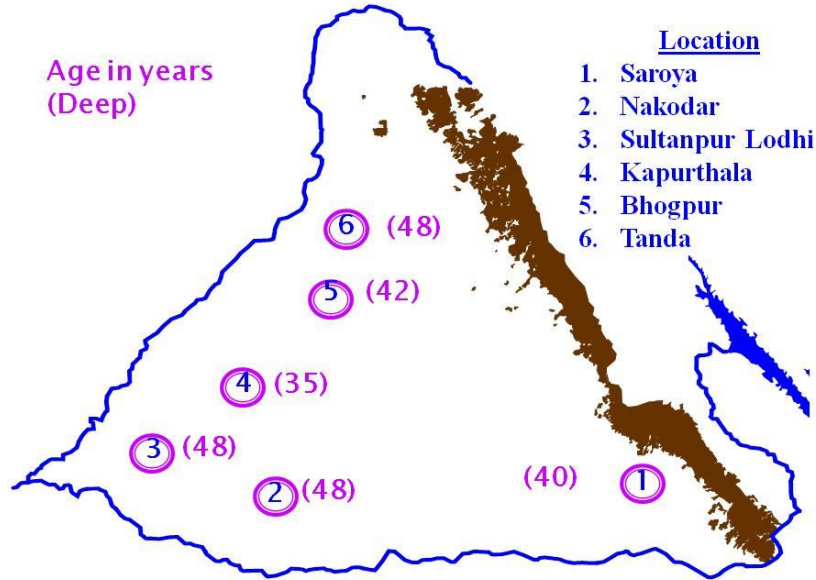 Age in years
(Deep)
Location
1. Saroya
2. Nakodar
3. Sultanpur Lodhi
4. Kapurthala
5. Bhogpur
6. Tanda
6 (48)
5 (42)
4 (35)
3 (48)
2 (48)
(40) 1